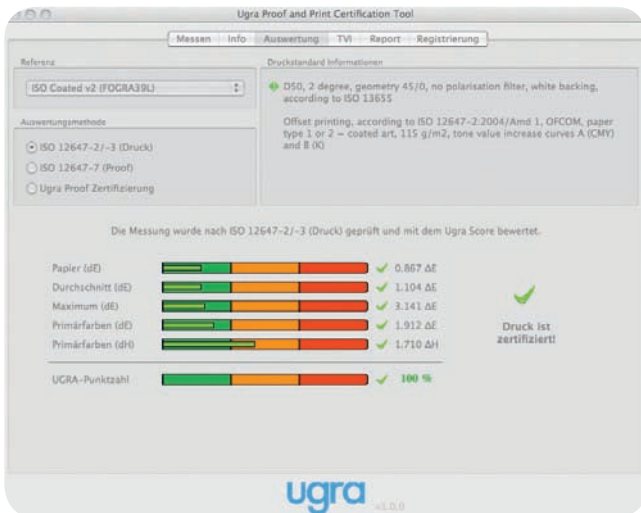 Ugra Proof and Print Certification Tool
Messen Info Auswertung TVI Report Registrierung
Referenz
ISO Coated v2 (FOGRA39L)
Auswertungsmethode
ISO 12647-2/-3 (Druck)
ISO 12647-7 (Proof)
Ugra Proof Zertifizierung
Druckstandard Informationen
D50, 2 degree, geometry 45/0, no polarisation filter, white backing,
according to ISO 13655
Offset printing, according to ISO 12647-2:2004/Amd 1, OFCOM, paper
type 1 or 2 = coated art, 115 g/m2, tone value increase curves A (CMY)
and B (K)
Die Messung wurde nach ISO 12647-2/-3 (Druck) geprüft und mit dem Ugra Score bewertet.
Papier (dE) 0.867 ΔE
Durchschnitt (dE) 1.104 ΔE
Maximum (dE) 3.141 ΔE
Primärfarben (dE) 1.912 ΔE
Primärfarben (dH) 1.710 ΔH
Druck ist
zertifiziert!
UGRA-Punktzahl 100 %
ugra v1.0.0